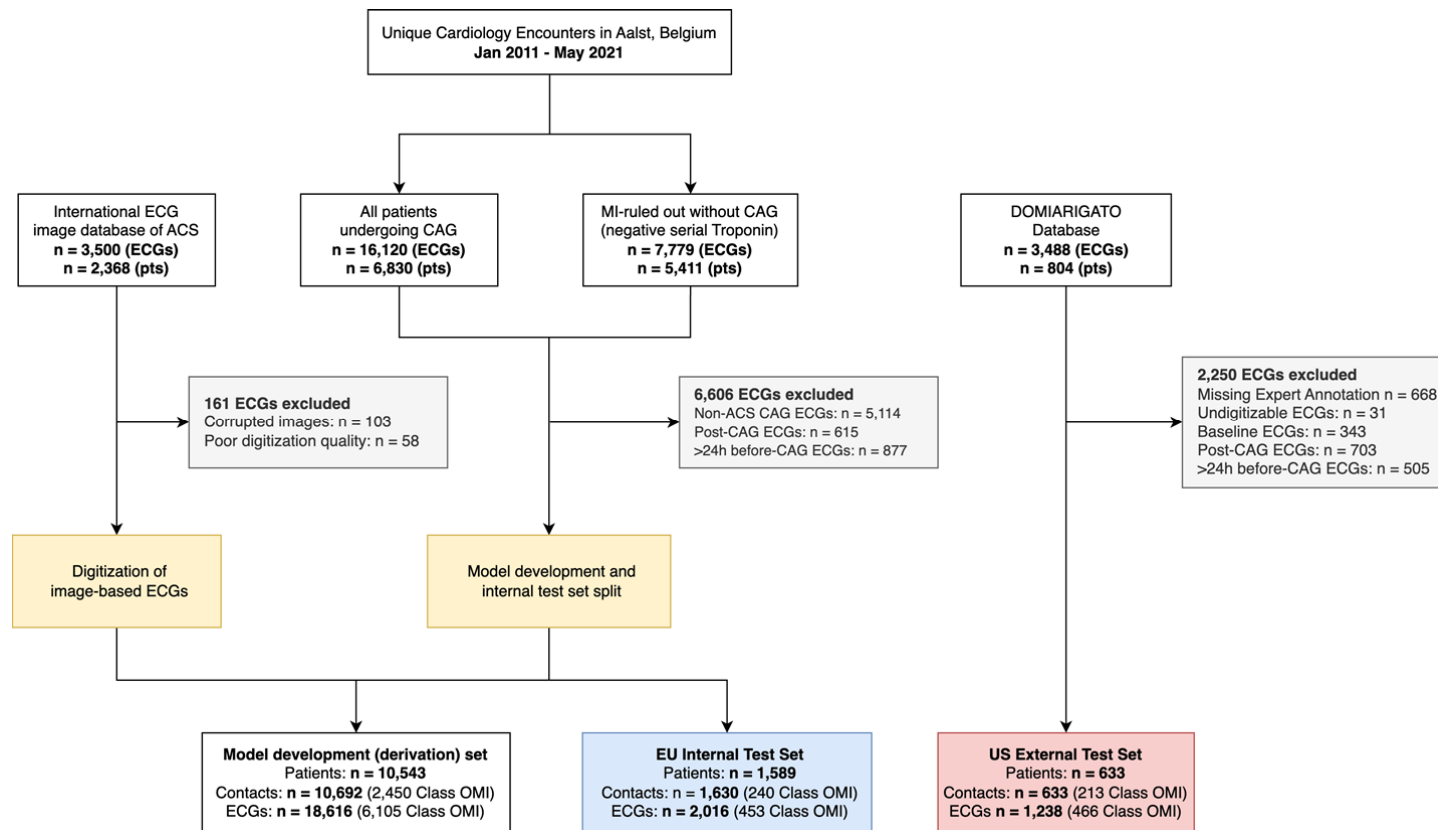 Unique Cardiology Encounters in Aalst, Belgium
Jan 2011 - May 2021
International ECG
image database of ACS
n = 3,500 (ECGs)
n = 2,368 (pts)
All patients
undergoing CAG
n = 16,120 (ECGs)
n = 6,830 (pts)
MI-ruled out without CAG
(negative serial Troponin)
n = 7,779 (ECGs)
n = 5,411 (pts)
DOMIARIGATO
Database
n = 3,488 (ECGs)
n = 804 (pts)
161 ECGs excluded
Corrupted images: n = 103
Poor digitization quality: n = 58
6,606 ECGs excluded
Non-ACS CAG ECGs: n = 5,114
Post-CAG ECGs: n = 615
>24h before-CAG ECGs: n = 877
2,250 ECGs excluded
Missing Expert Annotation n = 668
Undigitizable ECGs: n = 31
Baseline ECGs: n = 343
Post-CAG ECGs: n = 703
>24h before-CAG ECGs: n = 505
Digitization of
image-based ECGs
Model development and
internal test set split
Model development (derivation) set
Patients: n = 10,543
Contacts: n = 10,692 (2,450 Class OMI)
ECGs: n = 18,616 (6,105 Class OMI)
EU Internal Test Set
Patients: n = 1,589
Contacts: n = 1,630 (240 Class OMI)
ECGs: n = 2,016 (453 Class OMI)
US External Test Set
Patients: n = 633
Contacts: n = 633 (213 Class OMI)
ECGs n = 1,238 (466 Class OMI)